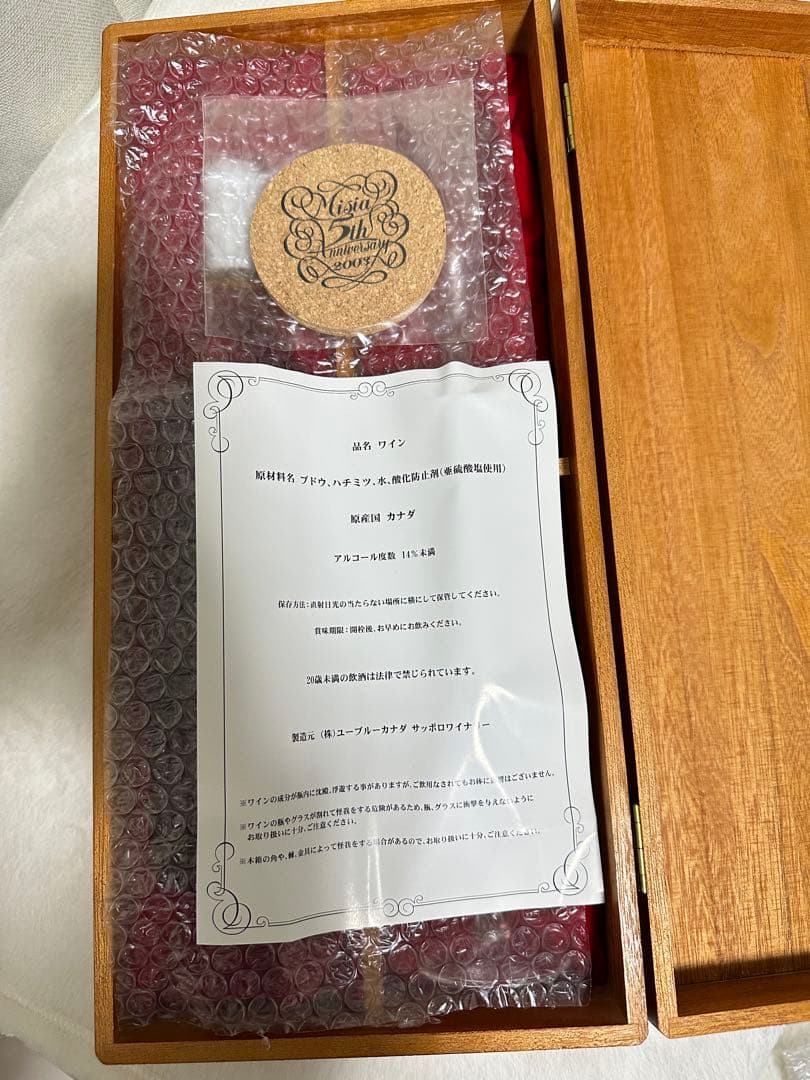 Misia
5th
Anniversary
2003
品名 ワイン
原材料名 ブドウ、ハチミツ、水、酸化防止剤(亜硫酸塩使用)
原産国 カナダ
アルコール度数 14%未満
保存方法:直射日光の当たらない場所に横にして保管してください。
賞味期限:開栓後、お早めにお飲みください。
20歳未満の飲酒は法律で禁じられています。
製造元 (株)ユーブルーカナダ サッポロワイナリー
※ワインの成分が瓶内に沈殿、浮遊する事がありますが、ご飲用なされてもお体に影響はございません。
※ワインの瓶やグラスが割れて怪我をする危険があるため、瓶、グラスに衝撃を与えないように
お取り扱いに十分、ご注意ください。
※木箱の角や、棘、金具によって怪我をする場合があるので、お取り扱いに十分、ご注意ください。